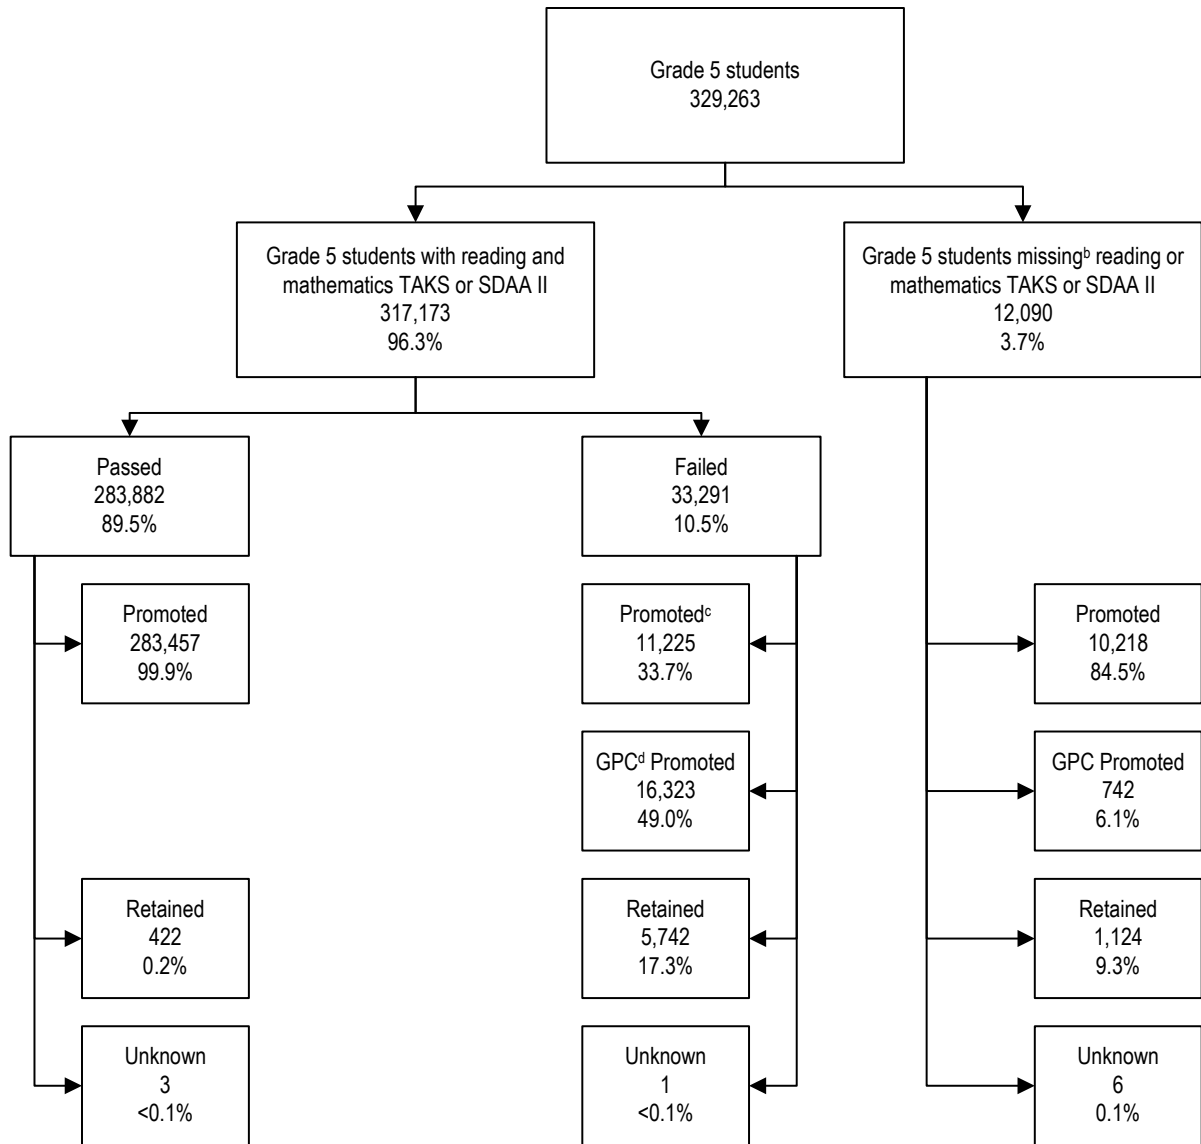 Grade 5 students
329,263
Grade 5 students with reading and
mathematics TAKS or SDAA II
317,173
96.3%
Grade 5 students missingᵇ reading or
mathematics TAKS or SDAA II
12,090
3.7%
Passed
283,882
89.5%
Failed
33,291
10.5%
Promoted
283,457
99.9%
Promotedᶜ
11,225
33.7%
Promoted
10,218
84.5%
GPCᵈ Promoted
16,323
49.0%
GPC Promoted
742
6.1%
Retained
422
0.2%
Retained
5,742
17.3%
Retained
1,124
9.3%
Unknown
3
<0.1%
Unknown
1
<0.1%
Unknown
6
0.1%